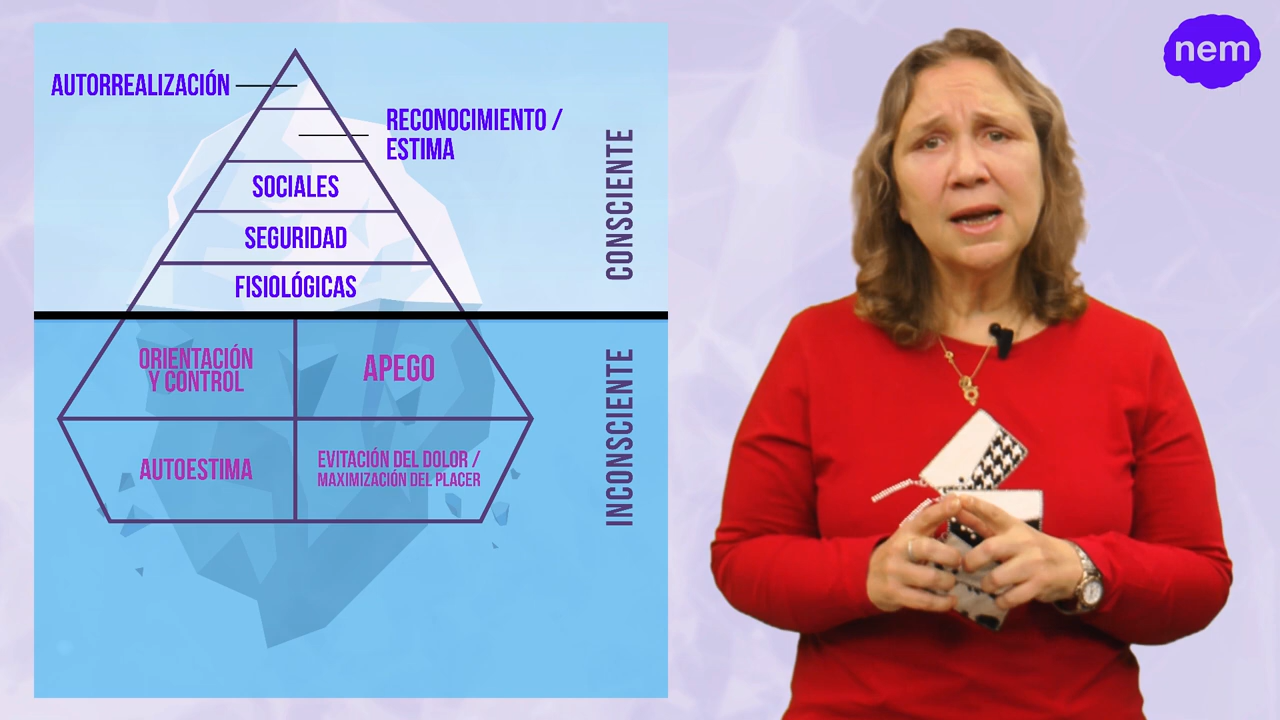 AUTORREALIZACIÓN
RECONOCIMIENTO /
ESTIMA
SOCIALES
SEGURIDAD
FISIOLÓGICAS
CONSCIENTE
ORIENTACIÓN
Y CONTROL
APEGO
AUTOESTIMA
EVITACIÓN DEL DOLOR /
MAXIMIZACIÓN DEL PLACER
INCONSCIENTE
nem